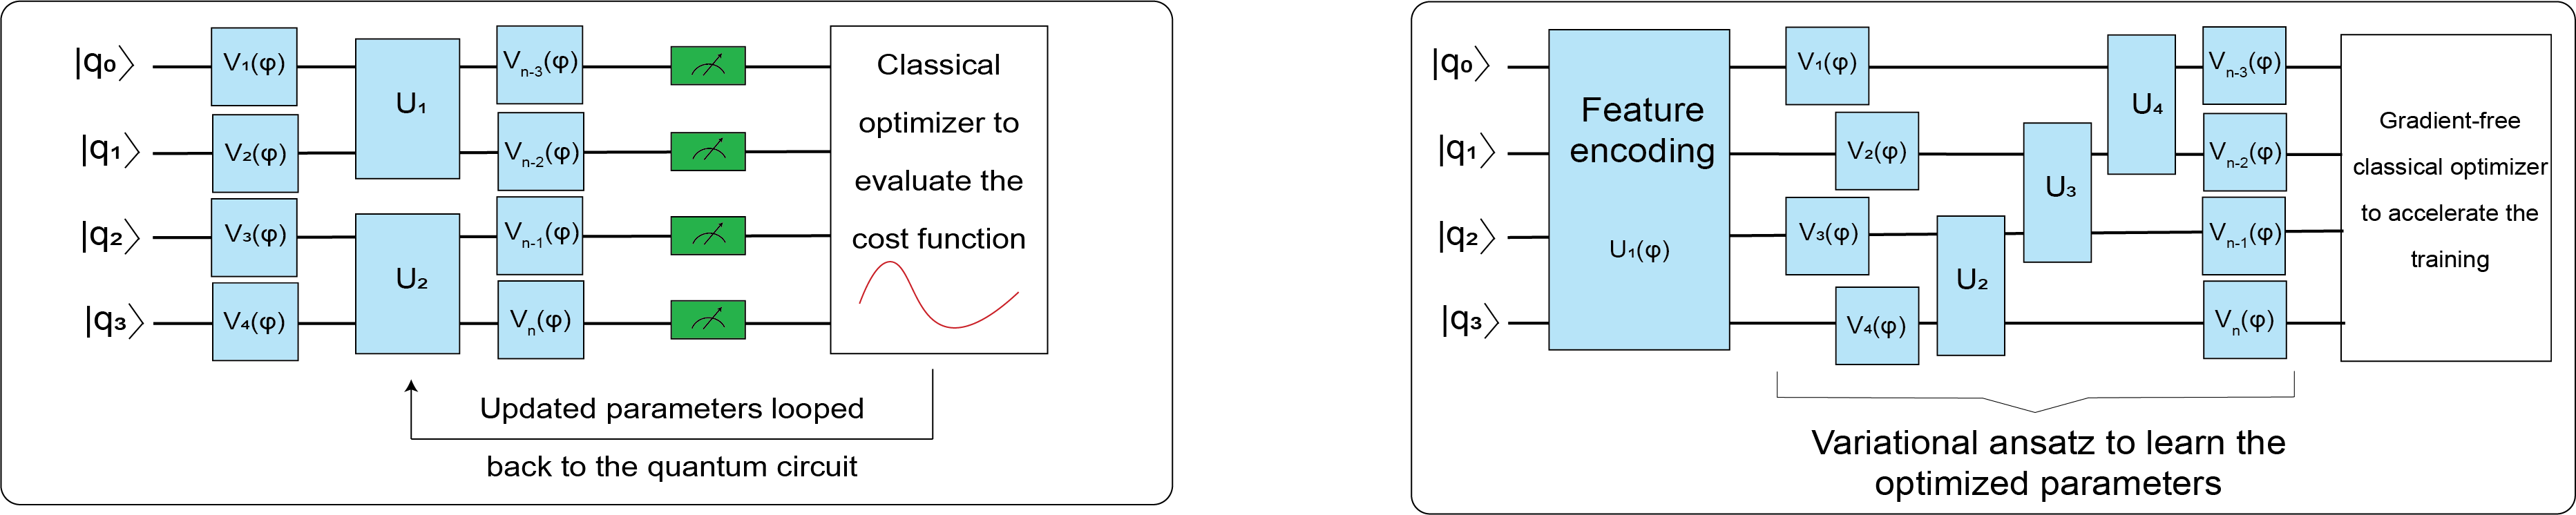 |q₀⟩ V₁(φ) U₁ Vₙ₋₃(φ)
|q₁⟩ V₂(φ) Vₙ₋₂(φ)
|q₂⟩ V₃(φ) U₂ Vₙ₋₁(φ)
|q₃⟩ V₄(φ) Vₙ(φ)
Classical
optimizer to
evaluate the
cost function
Updated parameters looped
back to the quantum circuit
|q₀⟩ V₁(φ) U₄ Vₙ₋₃(φ)
|q₁⟩ V₂(φ) U₃ Vₙ₋₂(φ)
|q₂⟩ V₃(φ) U₂ Vₙ₋₁(φ)
|q₃⟩ V₄(φ) Vₙ(φ)
Feature
encoding
U₁(φ)
Gradient-free
classical optimizer
to accelerate the
training
Variational ansatz to learn the
optimized parameters